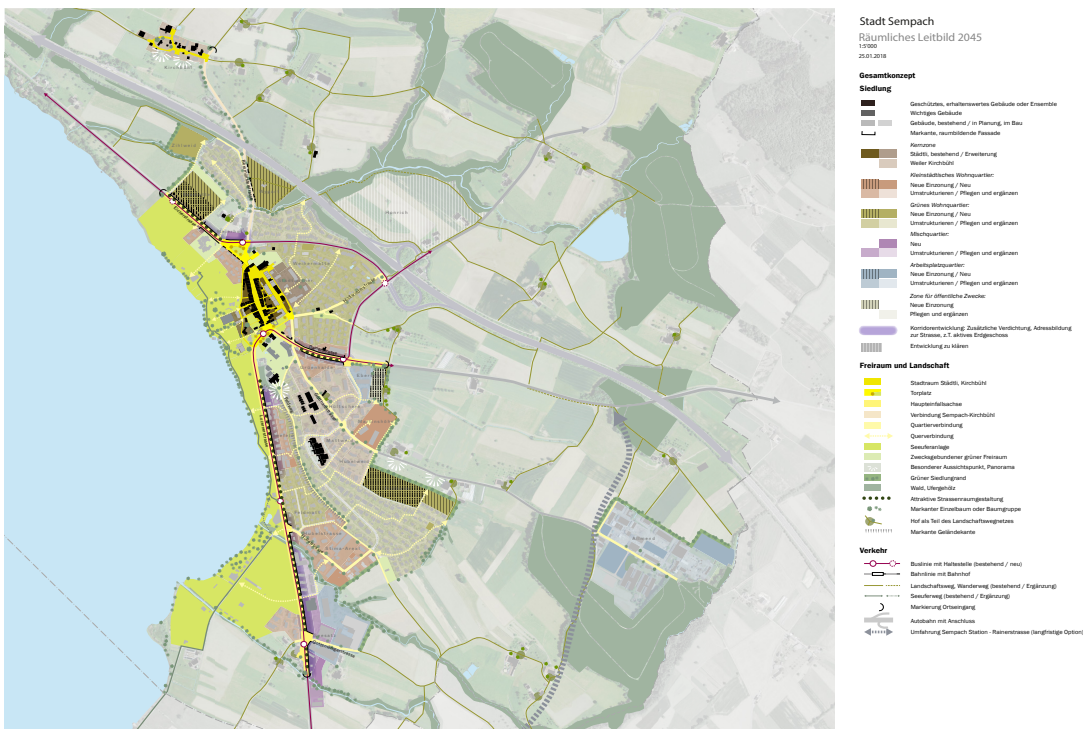 Stadt Sempach
Räumliches Leitbild 2045
1:5'000
25.01.2018
Gesamtkonzept
Siedlung
Geschütztes, erhaltenswertes Gebäude oder Ensemble
Wichtiges Gebäude
Gebäude, bestehend / in Planung, im Bau
Markante, raumbildende Fassade
Kernzone
Städtli, bestehend / Erweiterung
Weiler Kirchbühl
Kleinstädtisches Wohnquartier:
Neue Einzonung / Neu
Umstrukturieren / Pflegen und ergänzen
Grünes Wohnquartier:
Neue Einzonung / Neu
Umstrukturieren / Pflegen und ergänzen
Mischquartier:
Neu
Umstrukturieren / Pflegen und ergänzen
Arbeitsplatzquartier:
Neue Einzonung / Neu
Umstrukturieren / Pflegen und ergänzen
Zone für öffentliche Zwecke:
Neue Einzonung
Pflegen und ergänzen
Korridorentwicklung: Zusätzliche Verdichtung, Adressbildung
zur Strasse, z.T. aktives Erdgeschoss
Entwicklung zu klären
Freiraum und Landschaft
Stadtraum Städtli, Kirchbühl
Torplatz
Haupteinfallsachse
Verbindung Sempach-Kirchbühl
Quartierverbindung
Querverbindung
Seeuferanlage
Zweckgebundener grüner Freiraum
Besonderer Aussichtspunkt, Panorama
Grüner Siedlungsrand
Wald, Ufergehölz
Attraktive Strassenraumgestaltung
Markanter Einzelbaum oder Baumgruppe
Hof als Teil des Landschaftswegnetzes
Markante Geländekante
Verkehr
Buslinie mit Haltestelle (bestehend / neu)
Bahnlinie mit Bahnhof
Landschaftsweg, Wanderweg (bestehend / Ergänzung)
Seeuferweg (bestehend / Ergänzung)
Markierung Ortseingang
Autobahn mit Anschluss
Umfahrung Sempach Station - Rainerstrasse (langfristige Option)
Kirchbühl
Honrich
Allmend